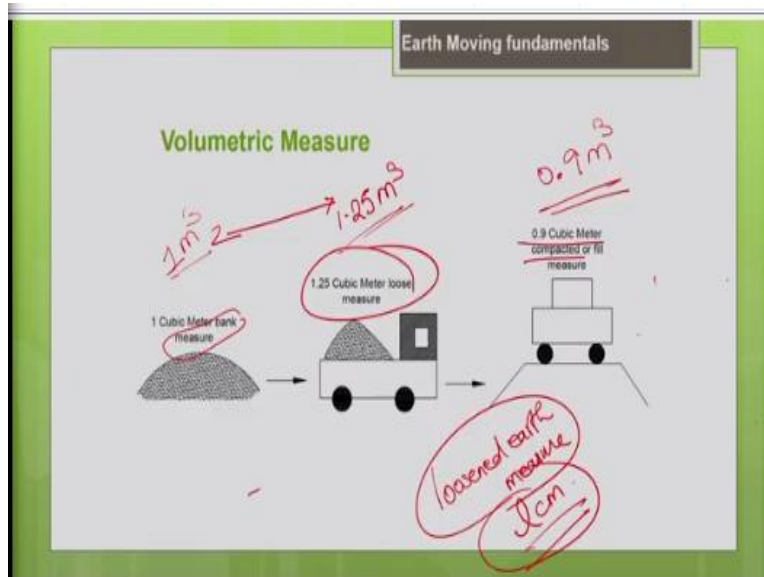 Earth Moving fundamentals
Volumetric Measure
1m³
1.25m³
0.9m³
1 Cubic Meter bank
measure
1.25 Cubic Meter loose
measure
0.9 Cubic Meter
compacted or fill
measure
loosened earth
measure
lcm